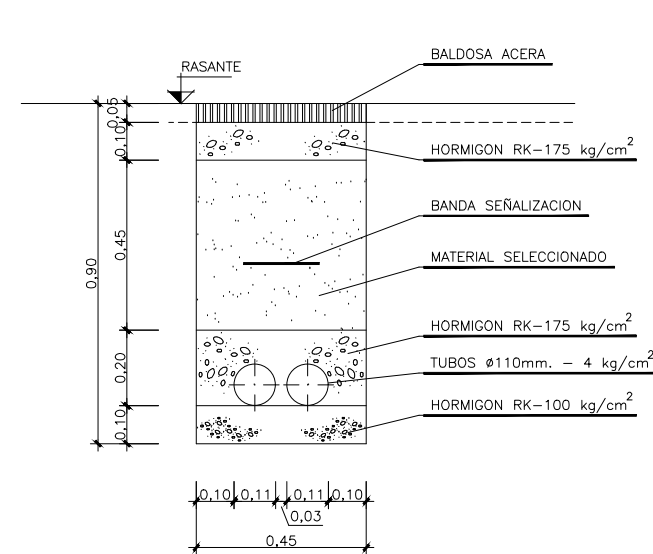 BALDOSA ACERA
RASANTE
0,05
0,10
HORMIGON RK-175 kg/cm²
BANDA SEÑALIZACION
0,45
MATERIAL SELECCIONADO
0,90
HORMIGON RK-175 kg/cm²
0,20
TUBOS Ø110mm. - 4 kg/cm²
HORMIGON RK-100 kg/cm²
0,10
0,10 0,11 0,11 0,10
0,03
0,45